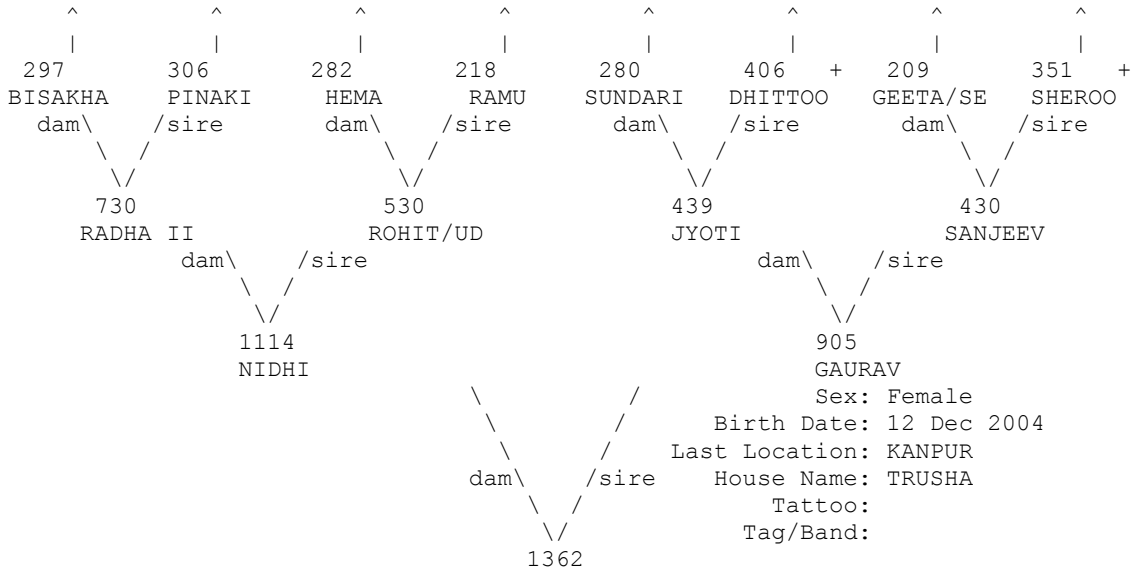 ^ ^ ^ ^ ^ ^ ^ ^
| | | | | | | |
297 306 282 218 280 406 + 209 351 +
BISAKHA PINAKI HEMA RAMU SUNDARI DHITTOO GEETA/SE SHEROO
dam\ /sire dam\ /sire dam\ /sire dam\ /sire
\ / \ / \ / \ /
\/ \/ \/ \/
730 530 439 430
RADHA II ROHIT/UD JYOTI SANJEEV
dam\ /sire dam\ /sire
\ / \ /
\/ \/
1114 905
NIDHI GAURAV
\ / Sex: Female
\ / Birth Date: 12 Dec 2004
\ / Last Location: KANPUR
dam\ /sire House Name: TRUSHA
\ / Tattoo:
\/ Tag/Band:
1362